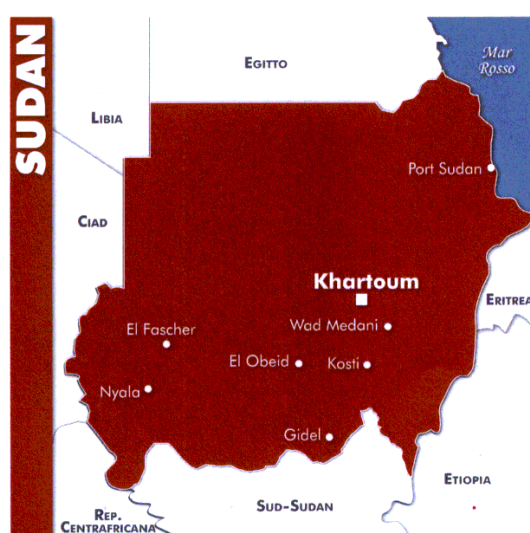 SUDAN
EGITTO
Mar
Rosso
LIBIA
Port Sudan
CIAD
Khartoum
ERITREA
Wad Medani
El Fascher
El Obeid
Kosti
Nyala
Gidel
ETIOPIA
SUD-SUDAN
REP.
CENTRAFRICANA